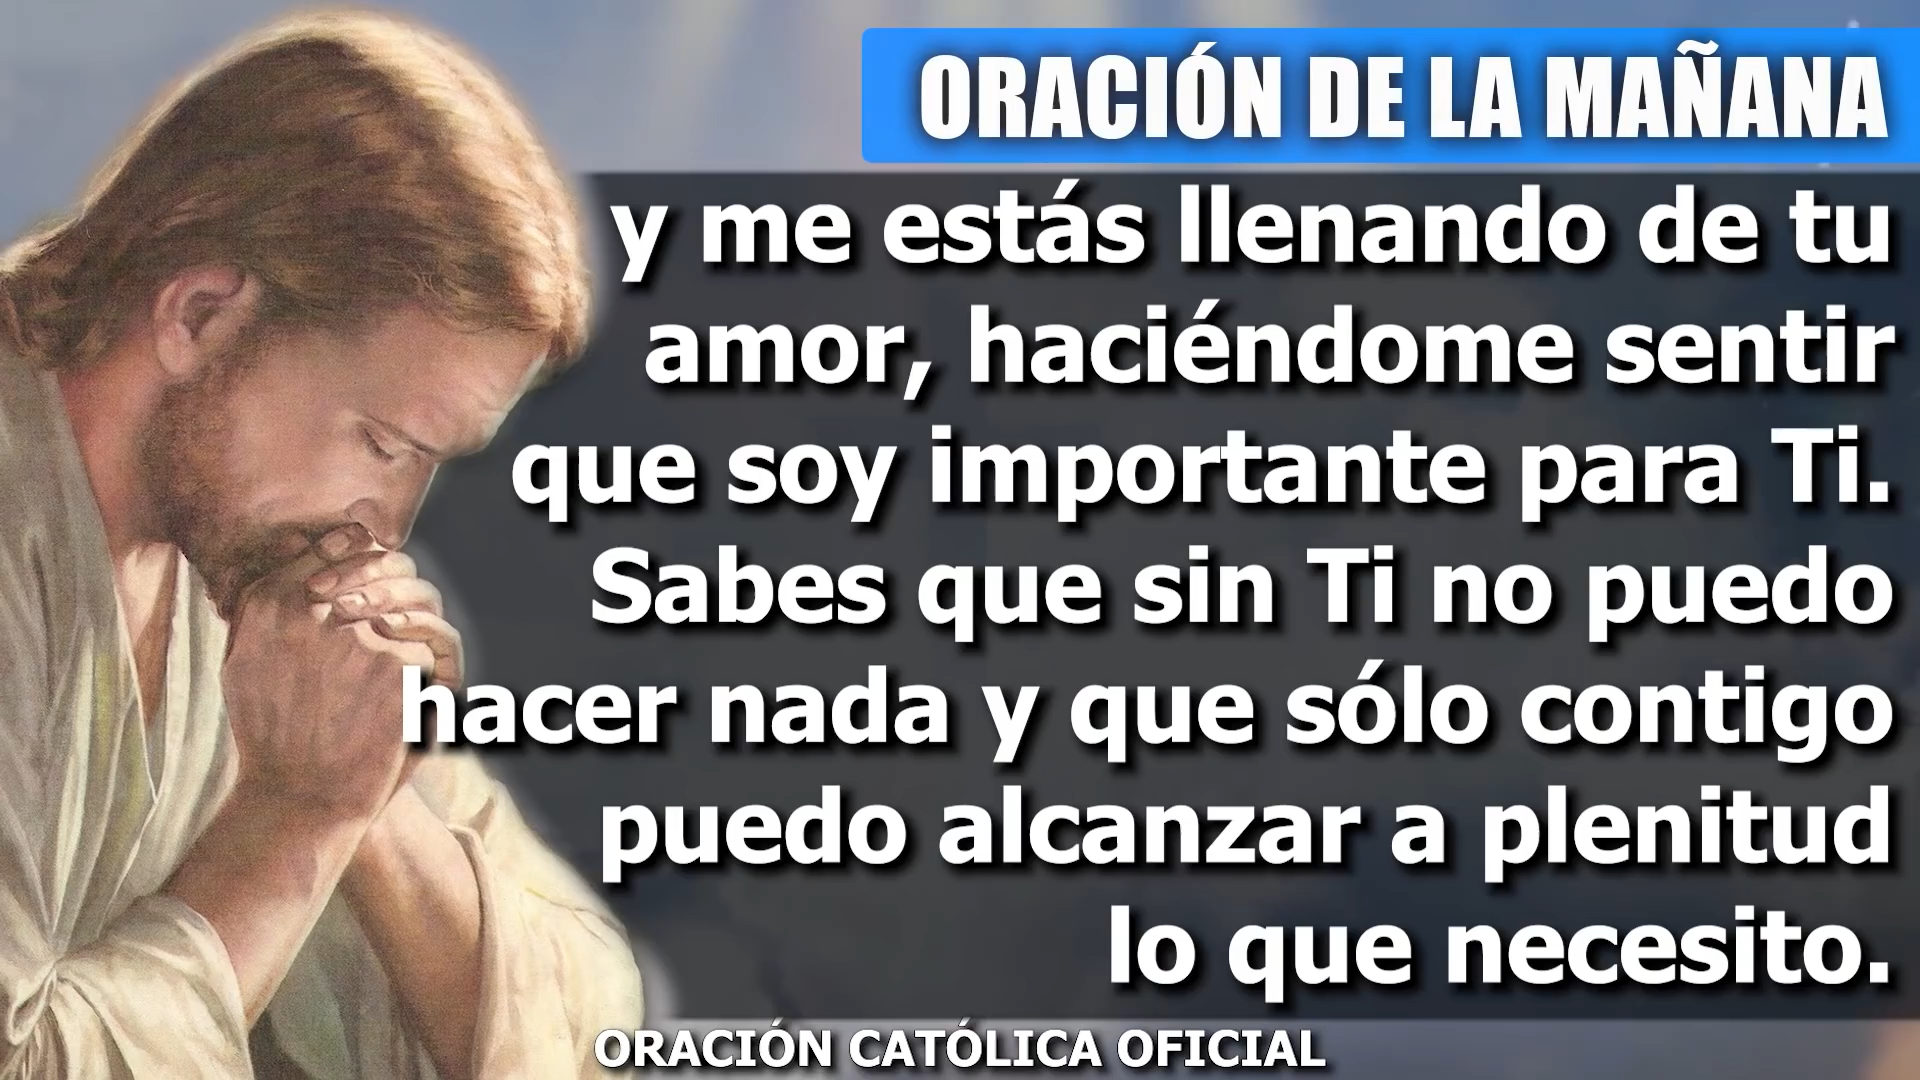 ORACIÓN DE LA MAÑANA
y me estás llenando de tu
amor, haciéndome sentir
que soy importante para Ti.
Sabes que sin Ti no puedo
hacer nada y que sólo contigo
puedo alcanzar a plenitud
lo que necesito.
ORACIÓN CATÓLICA OFICIAL